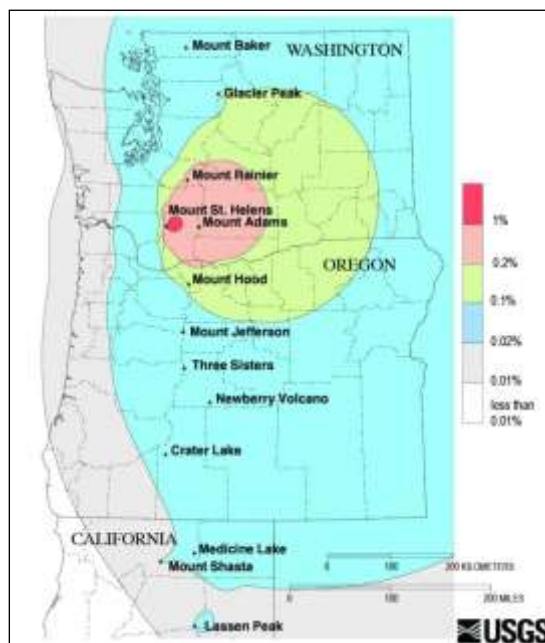 Mount Baker
WASHINGTON
Glacier Peak
Mount Rainier
Mount St. Helens
Mount Adams
OREGON
Mount Hood
Mount Jefferson
Three Sisters
Newberry Volcano
Crater Lake
CALIFORNIA
Medicine Lake
Mount Shasta
Lassen Peak
1%
0.2%
0.1%
0.02%
0.01%
less than
0.01%
0 100 200 KILOMETERS
0 100 200 MILES
USGS